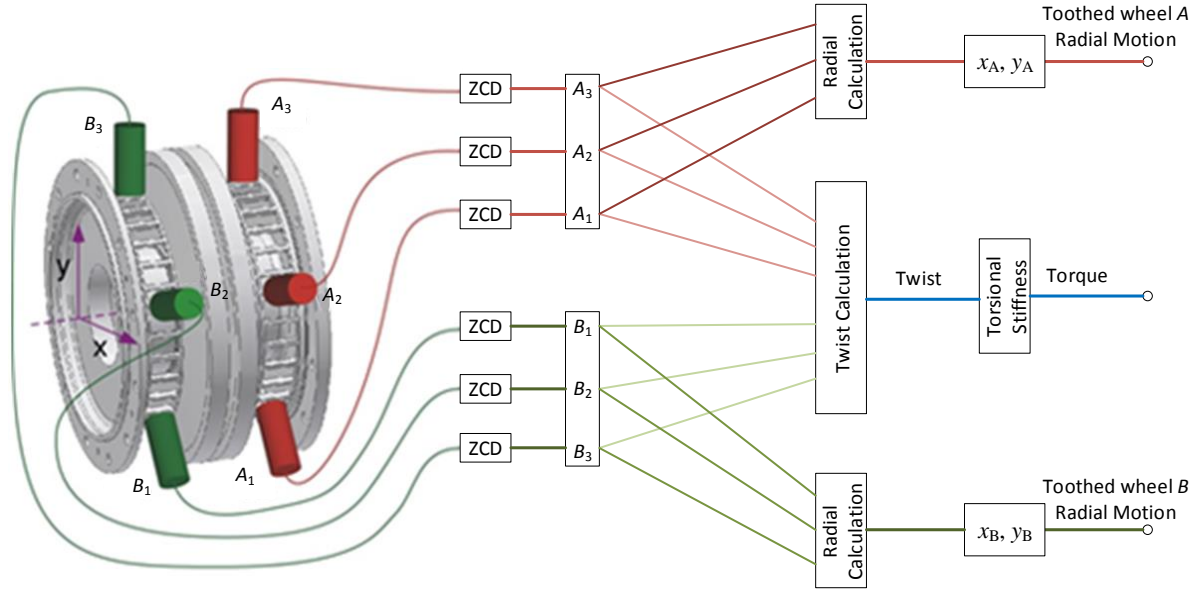 B₃
A₃
B₂
A₂
B₁
A₁
y
x
ZCD
ZCD
ZCD
ZCD
ZCD
ZCD
A₃
A₂
A₁
B₁
B₂
B₃
Radial
Calculation
Twist Calculation
Radial
Calculation
Toothed wheel A
Radial Motion
xA, yA
Twist
Torsional
Stiffness
Torque
Toothed wheel B
Radial Motion
xB, yB